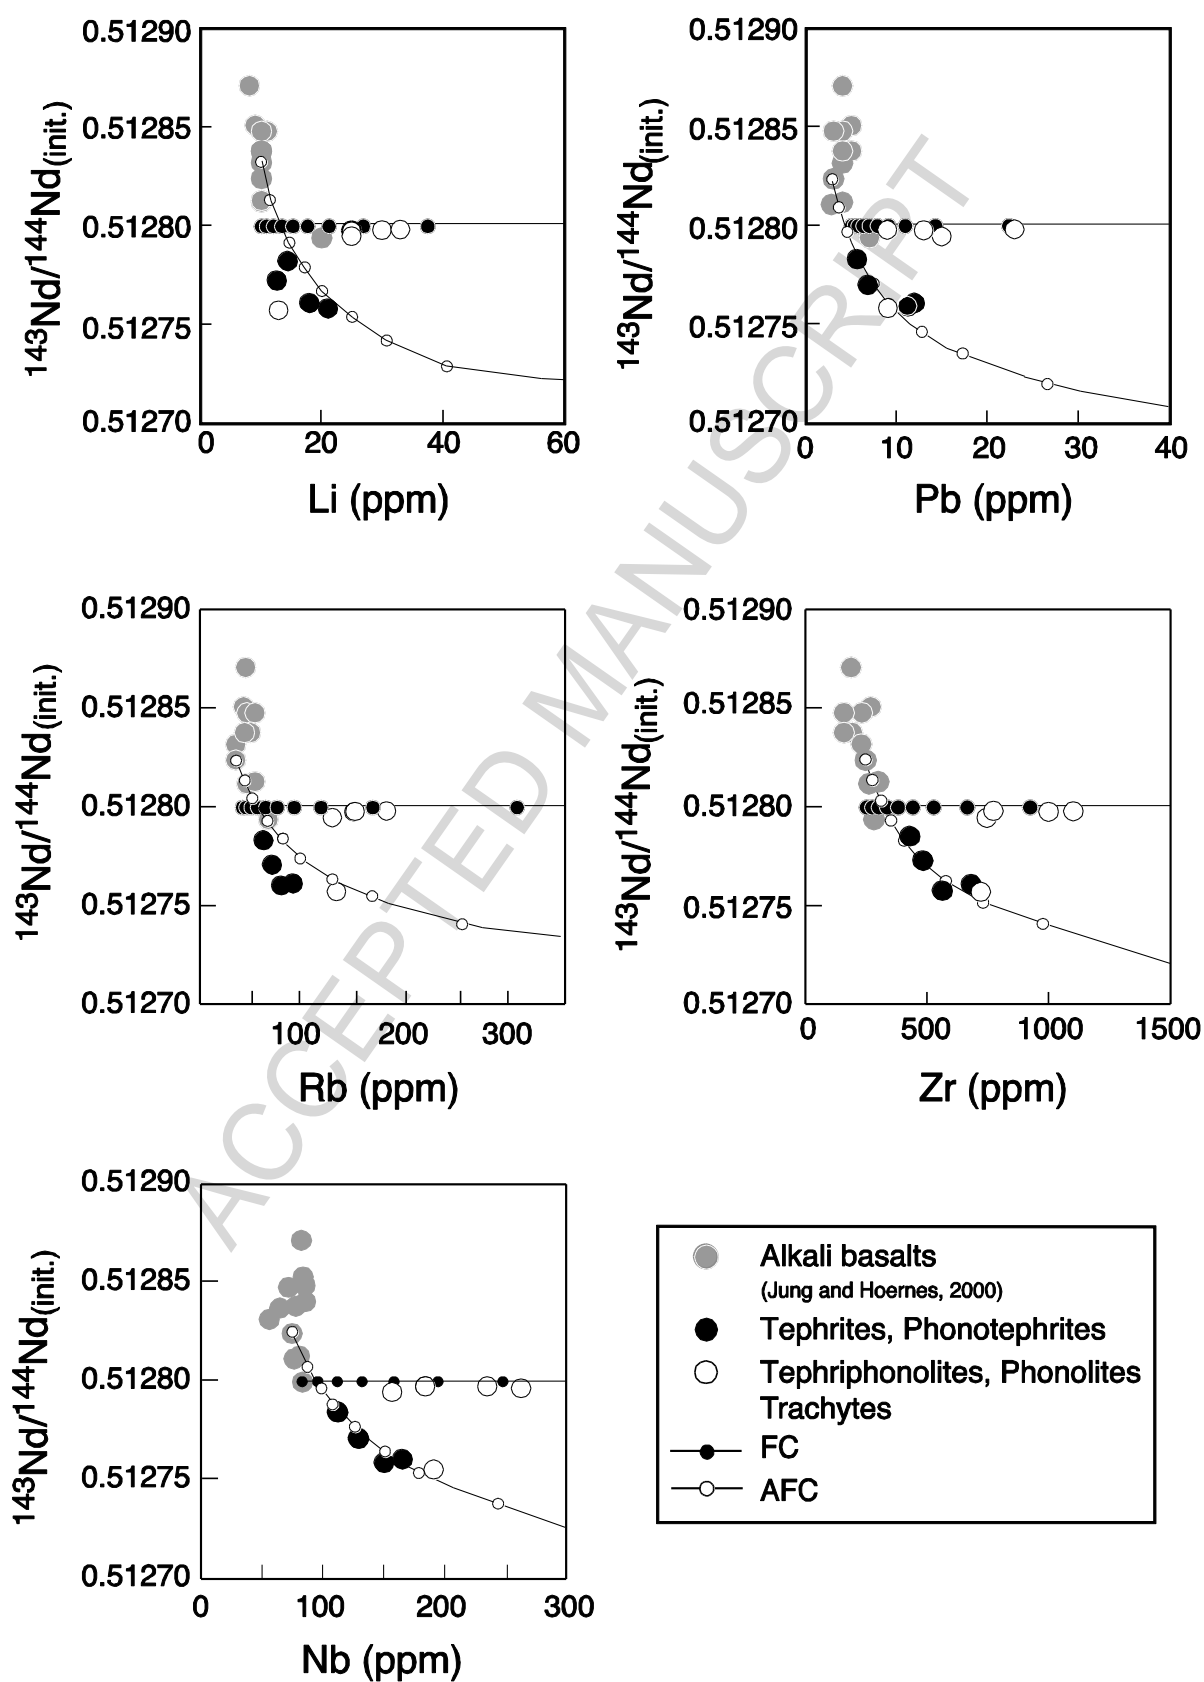 0.51290
0.51285
0.51280
0.51275
0.51270
143Nd/144Nd(init.)
0 20 40 60
Li (ppm)
0.51290
0.51285
0.51280
0.51275
0.51270
143Nd/144Nd(init.)
0 10 20 30 40
Pb (ppm)
0.51290
0.51285
0.51280
0.51275
0.51270
143Nd/144Nd(init.)
100 200 300
Rb (ppm)
0.51290
0.51285
0.51280
0.51275
0.51270
143Nd/144Nd(init.)
0 500 1000 1500
Zr (ppm)
0.51290
0.51285
0.51280
0.51275
0.51270
143Nd/144Nd(init.)
0 100 200 300
Nb (ppm)
Alkali basalts
(Jung and Hoernes, 2000)
Tephrites, Phonotephrites
Tephriphonolites, Phonolites
Trachytes
FC
AFC
ACCEPTED MANUSCRIPT